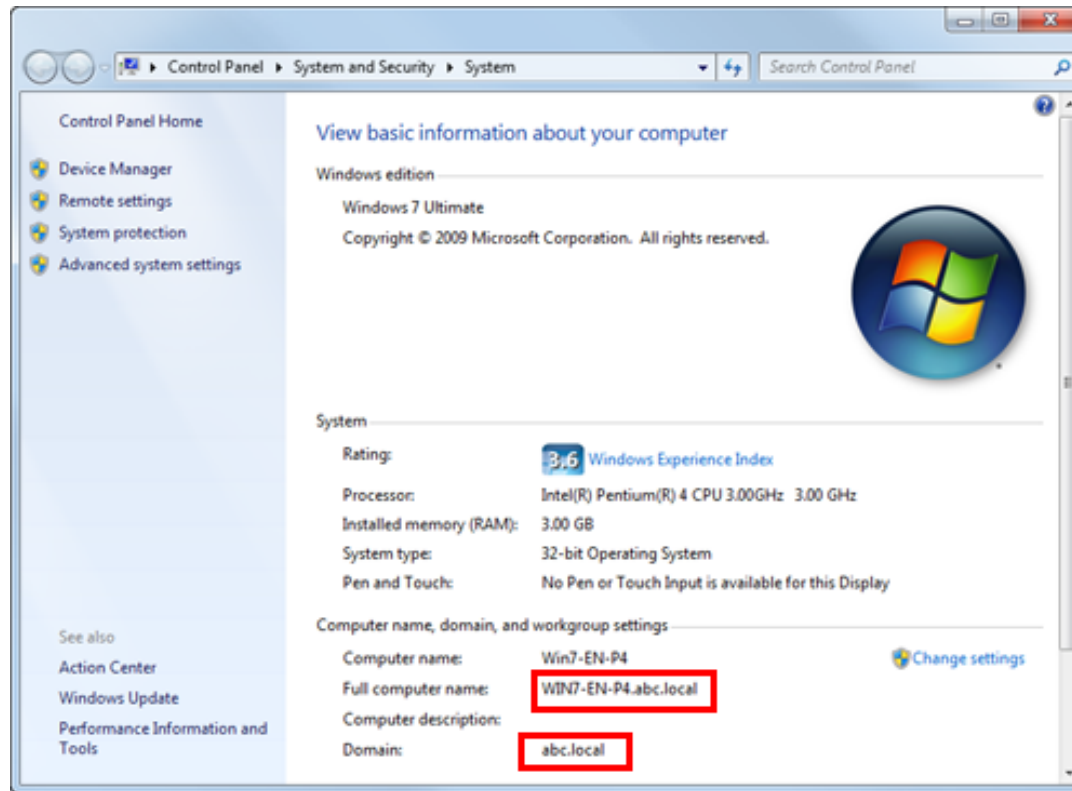 Control Panel ▸ System and Security ▸ System
Search Control Panel
Control Panel Home
Device Manager
Remote settings
System protection
Advanced system settings
See also
Action Center
Windows Update
Performance Information and
Tools
View basic information about your computer
Windows edition
Windows 7 Ultimate
Copyright © 2009 Microsoft Corporation. All rights reserved.
System
Rating: 3,6 Windows Experience Index
Processor: Intel(R) Pentium(R) 4 CPU 3.00GHz 3.00 GHz
Installed memory (RAM): 3.00 GB
System type: 32-bit Operating System
Pen and Touch: No Pen or Touch Input is available for this Display
Computer name, domain, and workgroup settings
Computer name: Win7-EN-P4
Change settings
Full computer name: WIN7-EN-P4.abc.local
Computer description:
Domain: abc.local